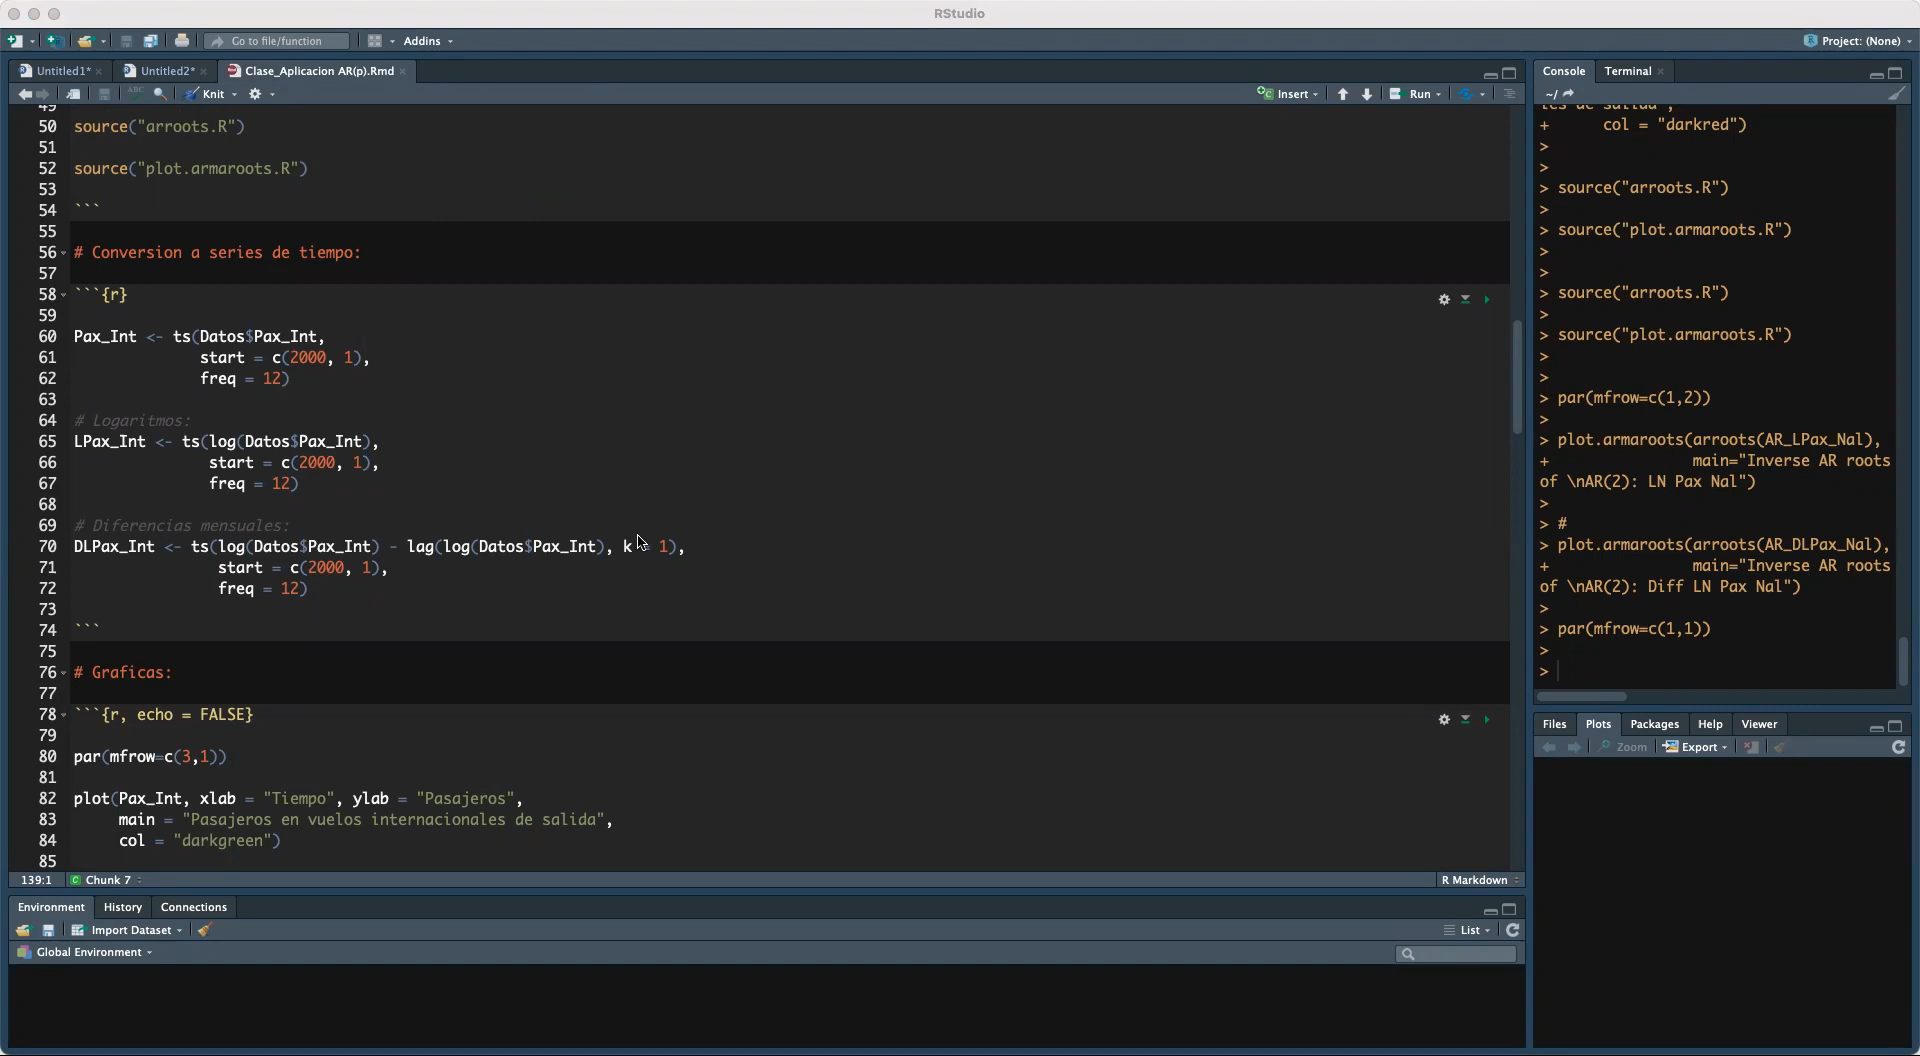 RStudio
Go to file/function
Addins
Project: (None)
Untitled1*
Untitled2*
Clase_Aplicacion AR(p).Rmd
ABC
Knit
Insert
Run
49
50 source("arroots.R")
51
52 source("plot.armaroots.R")
53
54 ```
55
56 # Conversion a series de tiempo:
57
58 ```{r}
59
60 Pax_Int <- ts(Datos$Pax_Int,
61 start = c(2000, 1),
62 freq = 12)
63
64 # Logaritmos:
65 LPax_Int <- ts(log(Datos$Pax_Int),
66 start = c(2000, 1),
67 freq = 12)
68
69 # Diferencias mensuales:
70 DLPax_Int <- ts(log(Datos$Pax_Int) - lag(log(Datos$Pax_Int), k = 1),
71 start = c(2000, 1),
72 freq = 12)
73
74 ```
75
76 # Graficas:
77
78 ```{r, echo = FALSE}
79
80 par(mfrow=c(3,1))
81
82 plot(Pax_Int, xlab = "Tiempo", ylab = "Pasajeros",
83 main = "Pasajeros en vuelos internacionales de salida",
84 col = "darkgreen")
85
139:1
Chunk 7
R Markdown
Environment
History
Connections
Import Dataset
List
Global Environment
Console
Terminal
~/
les de salida",
+ col = "darkred")
>
>
> source("arroots.R")
>
> source("plot.armaroots.R")
>
>
> source("arroots.R")
>
> source("plot.armaroots.R")
>
>
> par(mfrow=c(1,2))
>
> plot.armaroots(arroots(AR_LPax_Nal),
+ main="Inverse AR roots
of \nAR(2): LN Pax Nal")
>
> #
> plot.armaroots(arroots(AR_DLPax_Nal),
+ main="Inverse AR roots
of \nAR(2): Diff LN Pax Nal")
>
> par(mfrow=c(1,1))
>
>
Files
Plots
Packages
Help
Viewer
Zoom
Export